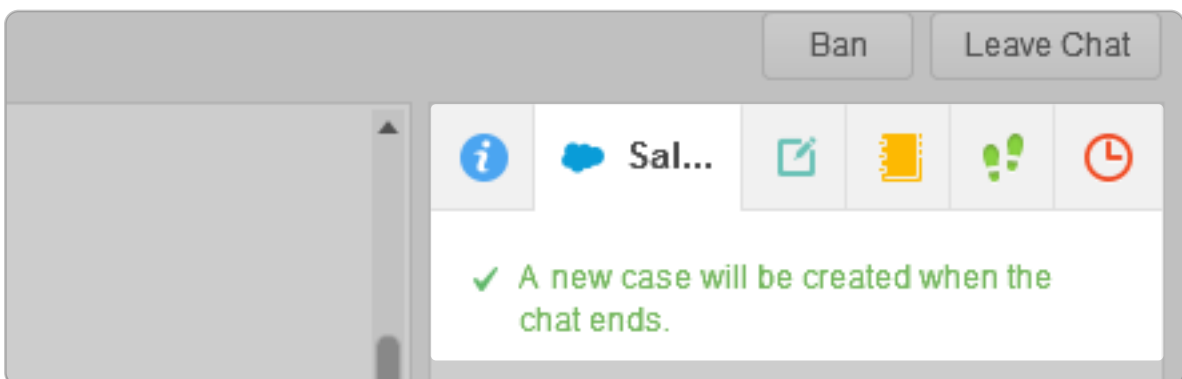 Ban
Leave Chat
Sal...
A new case will be created when the
chat ends.